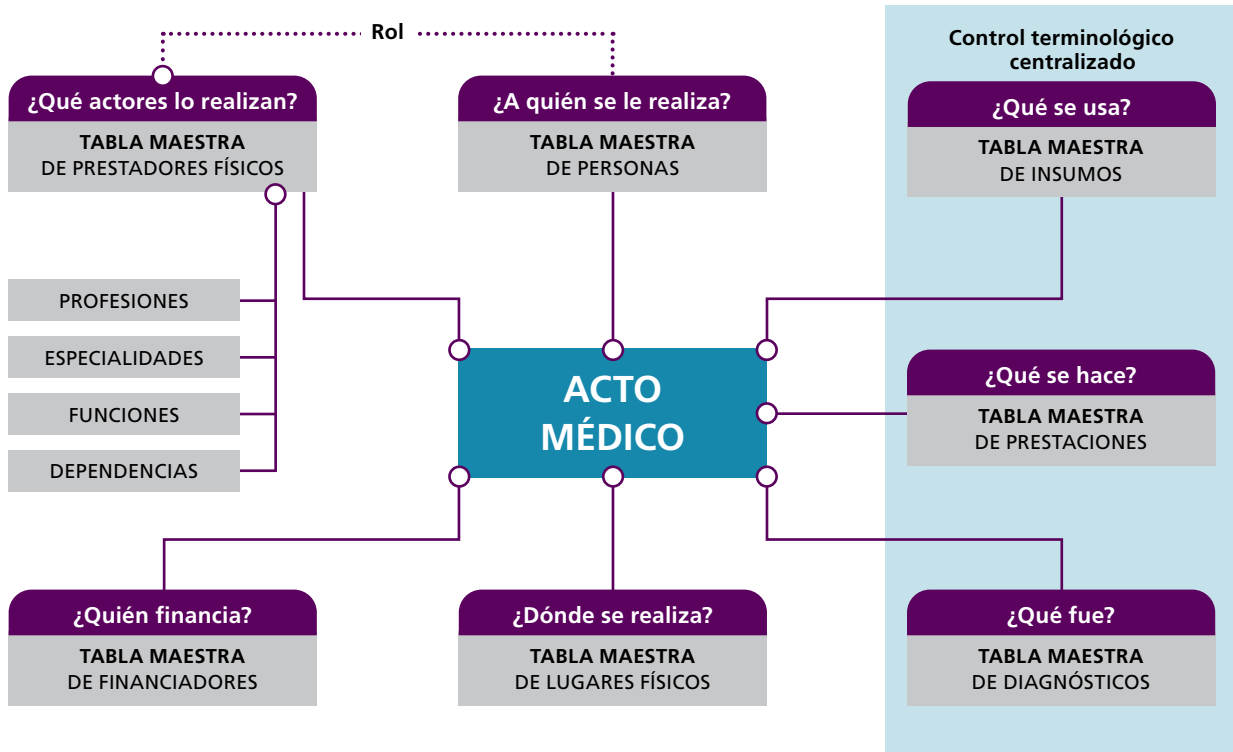 Rol
Control terminológico
centralizado
¿Qué actores lo realizan?
TABLA MAESTRA
DE PRESTADORES FÍSICOS
¿A quién se le realiza?
TABLA MAESTRA
DE PERSONAS
¿Qué se usa?
TABLA MAESTRA
DE INSUMOS
PROFESIONES
ESPECIALIDADES
FUNCIONES
DEPENDENCIAS
ACTO
MÉDICO
¿Qué se hace?
TABLA MAESTRA
DE PRESTACIONES
¿Quién financia?
TABLA MAESTRA
DE FINANCIADORES
¿Dónde se realiza?
TABLA MAESTRA
DE LUGARES FÍSICOS
¿Qué fue?
TABLA MAESTRA
DE DIAGNÓSTICOS